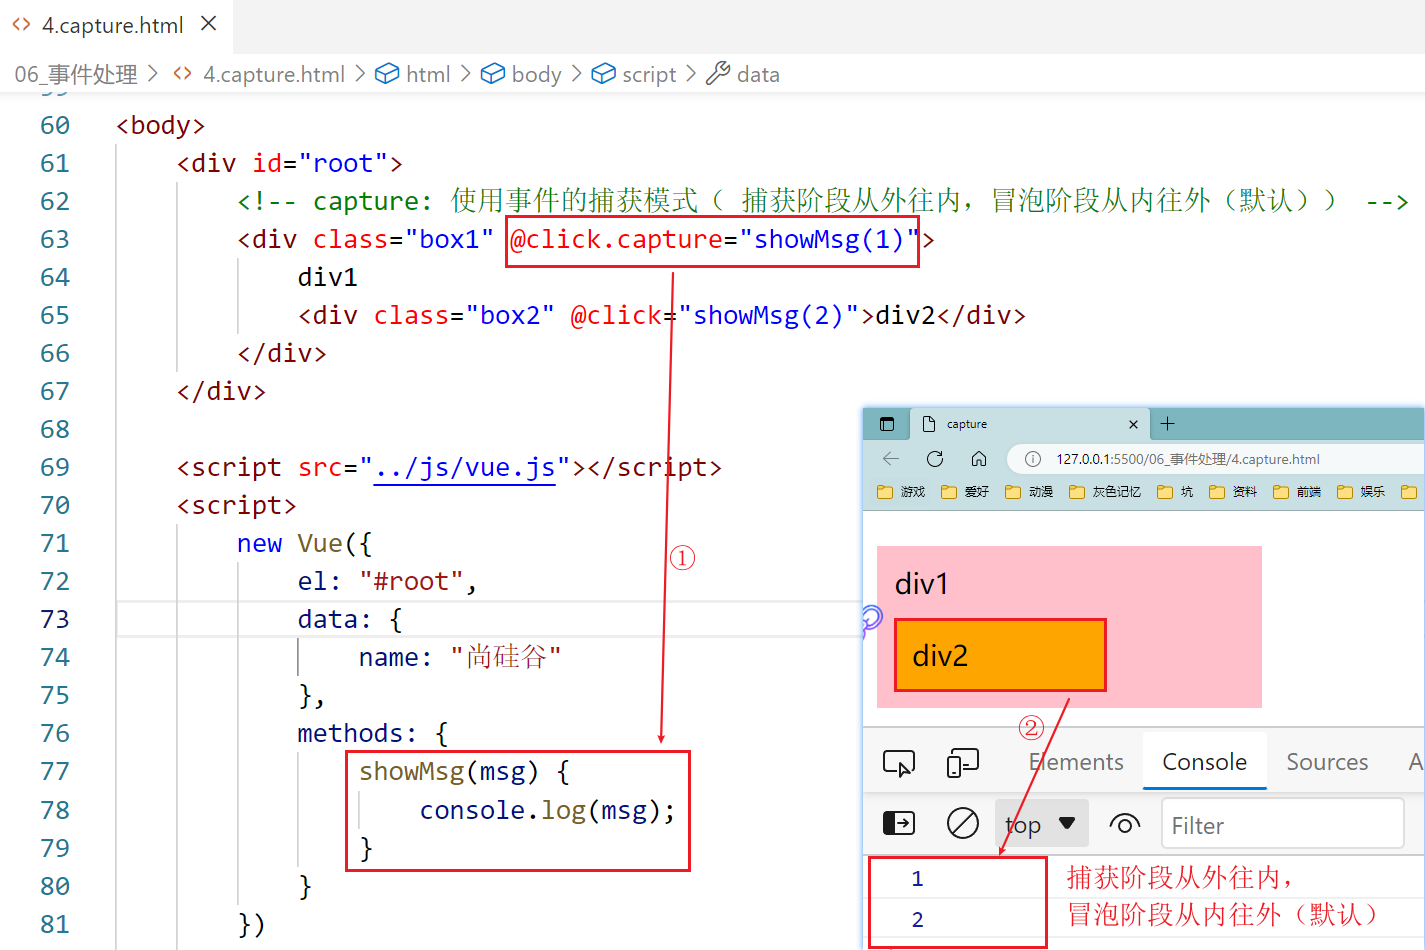 4.capture.html
06_事件处理 > 4.capture.html > html > body > script > data
60 <body>
61 <div id="root">
62 <!-- capture: 使用事件的捕获模式（ 捕获阶段从外往内，冒泡阶段从内往外（默认）） -->
63 <div class="box1" @click.capture="showMsg(1)">
64 div1
65 <div class="box2" @click="showMsg(2)">div2</div>
66 </div>
67 </div>
68
69 <script src="../js/vue.js"></script>
70 <script>
71 new Vue({
72 el: "#root",
73 data: {
74 name: "尚硅谷"
75 },
76 methods: {
77 showMsg(msg) {
78 console.log(msg);
79 }
80 }
81 })
①
capture
127.0.0.1:5500/06_事件处理/4.capture.html
游戏 爱好 动漫 灰色记忆 坑 资料 前端 娱乐
div1
div2
②
Elements Console Sources A
top Filter
1
2
捕获阶段从外往内，
冒泡阶段从内往外（默认）